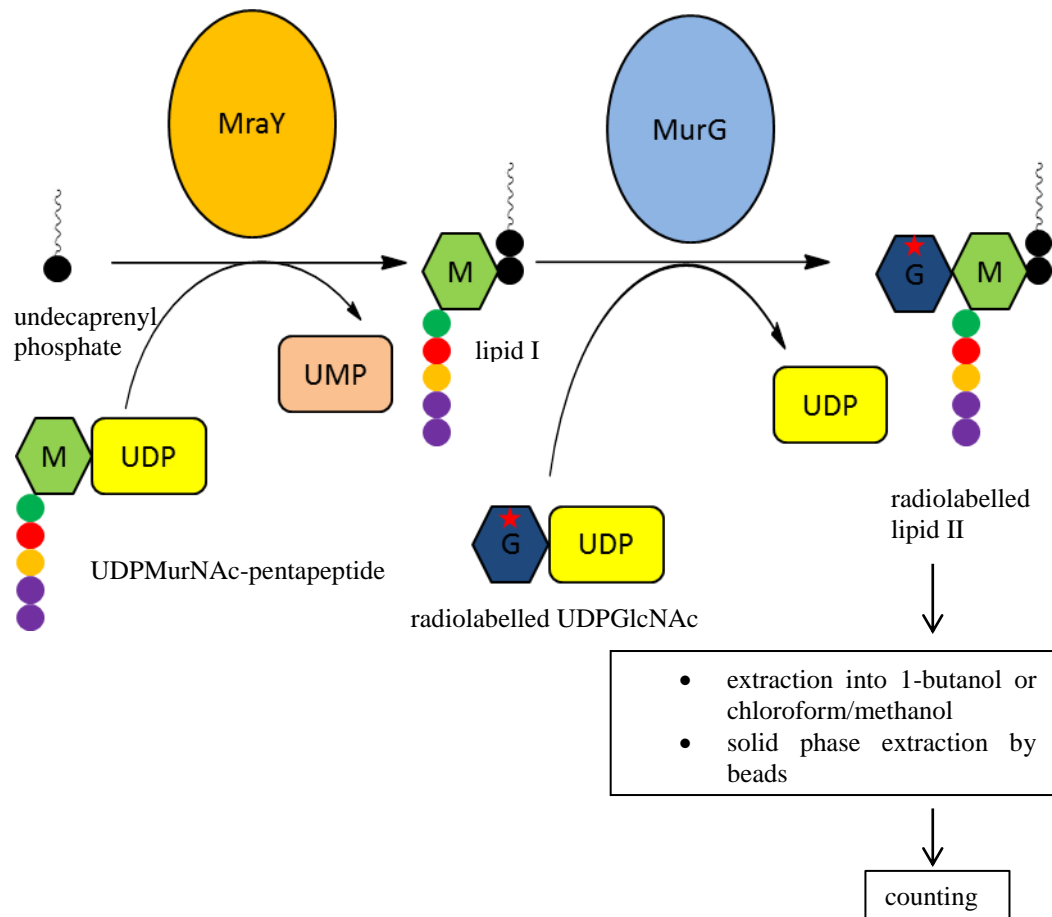 MraY
MurG
undecaprenyl
phosphate
M
lipid I
G
M
UMP
UDP
M
UDP
radiolabelled
lipid II
G
UDP
UDPMurNAc-pentapeptide
radiolabelled UDPGlcNAc
• extraction into 1-butanol or
chloroform/methanol
• solid phase extraction by
beads
counting